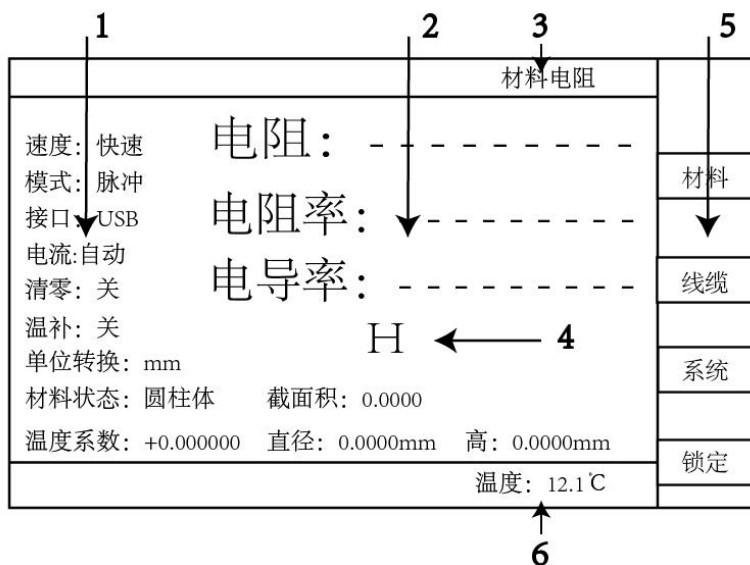 1 2 3 5
材料电阻
速度：快速
电阻：----------
模式：脉冲
材料
接口：USB
电阻率：---------
电流:自动
清零：关
电导率：---------
线缆
温补：关
H 4
单位转换：mm
系统
材料状态：圆柱体 截面积：0.0000
温度系数：+0.000000 直径：0.0000mm 高：0.0000mm
锁定
温度：12.1℃
6